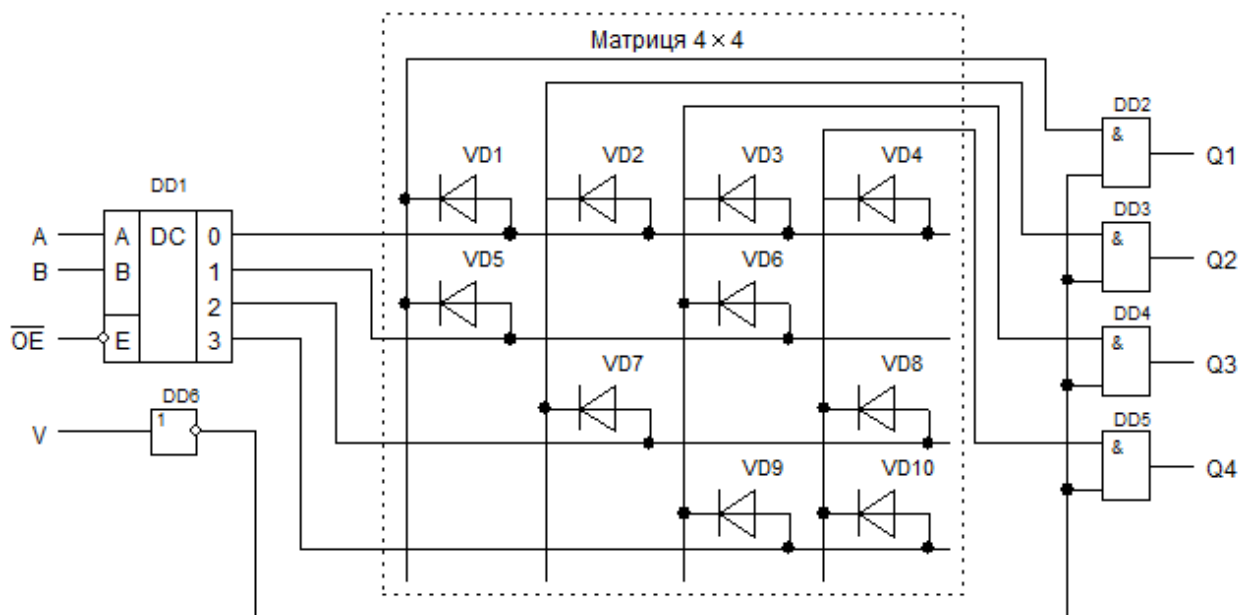 Матриця 4 × 4
DD2
&
Q1
VD1 VD2 VD3 VD4
DD1
A A DC 0
B B 1
2
OE E 3
DD3
&
Q2
VD5 VD6
DD4
&
Q3
VD7 VD8
DD6
1
V
DD5
&
Q4
VD9 VD10